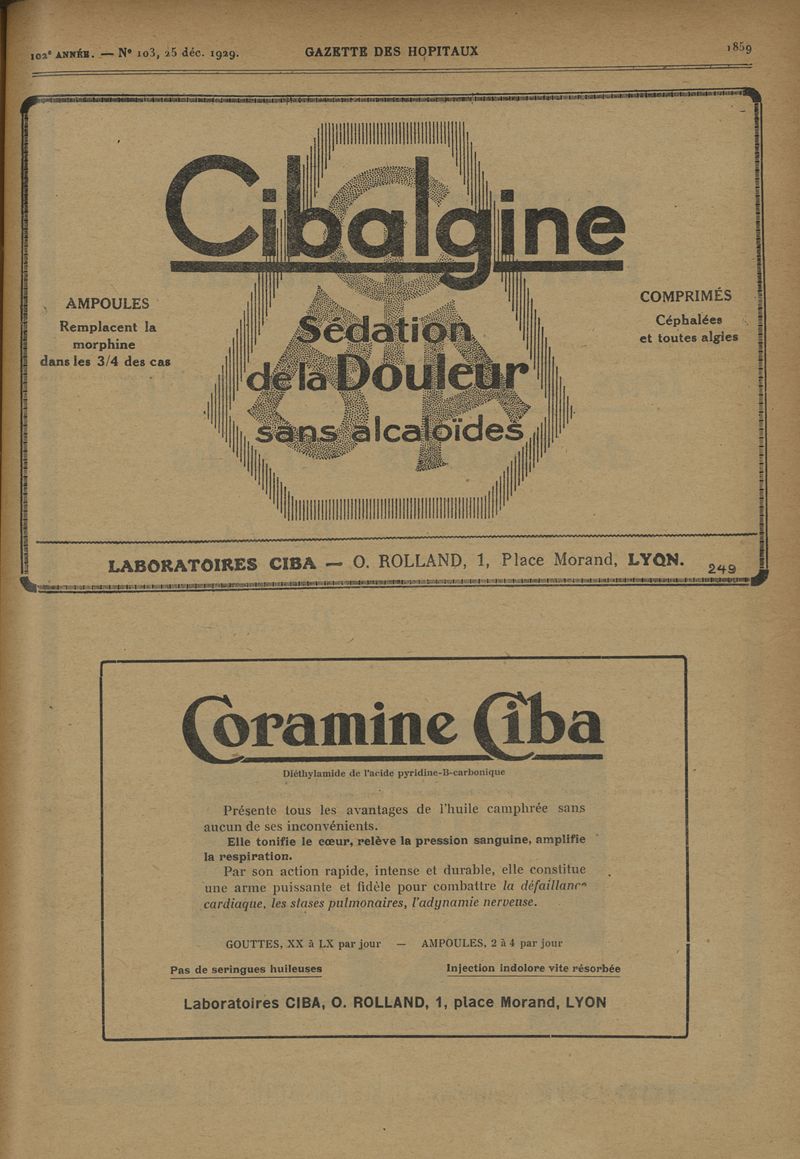 102e ANNÉE. — N° 103, 25 déc. 1929.
GAZETTE DES HOPITAUX
1859
Cibalgine
AMPOULES
Remplacent la
morphine
dans les 3/4 des cas
COMPRIMÉS
Céphalées
et toutes algies
CIBA
Sédation
de la Douleur
sans alcaloïdes
LABORATOIRES CIBA — O. ROLLAND, 1, Place Morand, LYON.
249
Coramine Ciba
Diéthylamide de l'acide pyridine-B-carbonique
Présente tous les avantages de l'huile camphrée sans
aucun de ses inconvénients.
Elle tonifie le cœur, relève la pression sanguine, amplifie
la respiration.
Par son action rapide, intense et durable, elle constitue
une arme puissante et fidèle pour combattre la défaillance
cardiaque, les stases pulmonaires, l'adynamie nerveuse.
GOUTTES, XX à LX par jour — AMPOULES, 2 à 4 par jour
Pas de seringues huileuses
Injection indolore vite résorbée
Laboratoires CIBA, O. ROLLAND, 1, place Morand, LYON